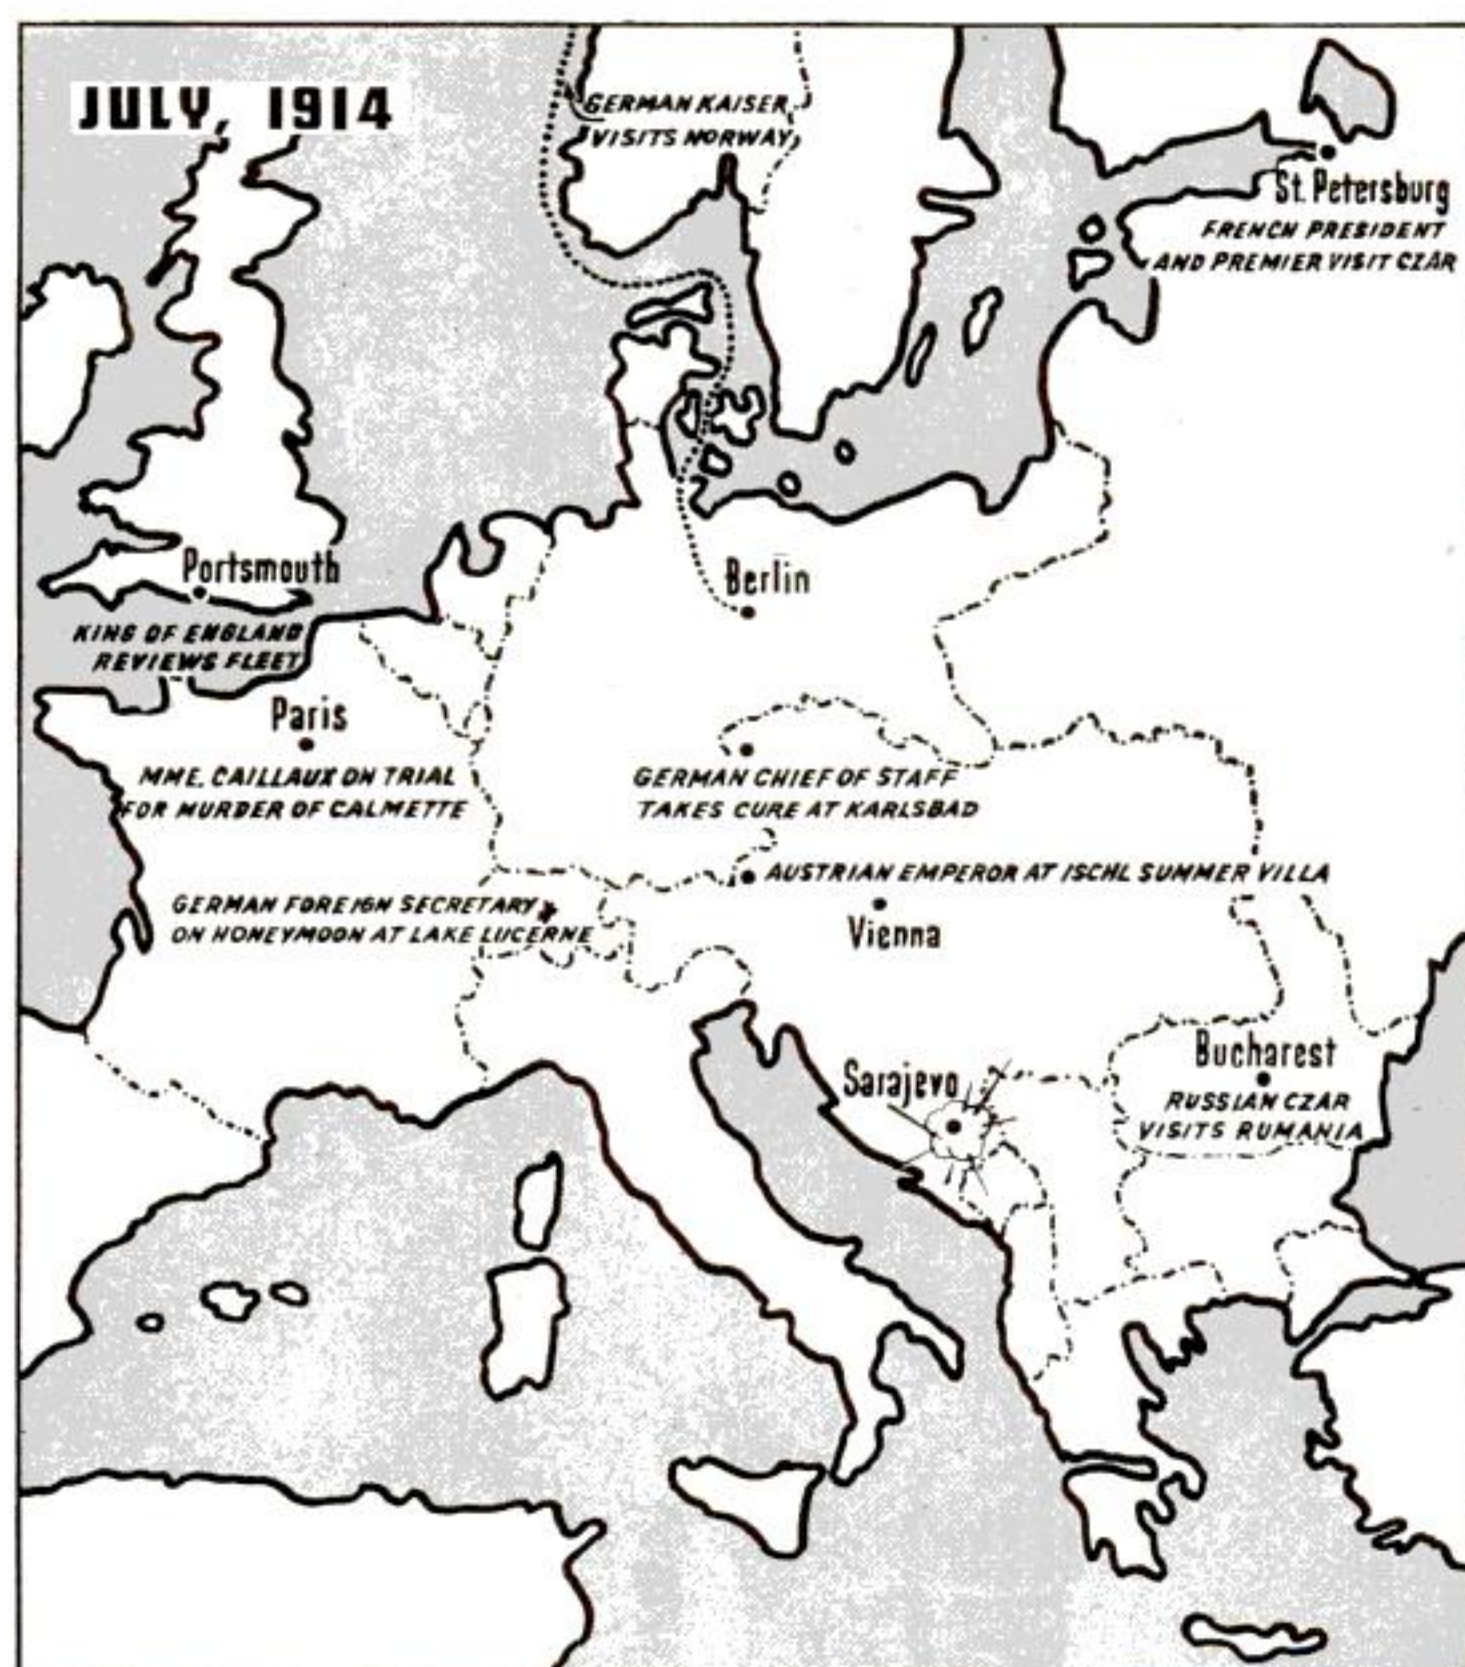 JULY, 1914
GERMAN KAISER
VISITS NORWAY
St. Petersburg
FRENCH PRESIDENT
AND PREMIER VISIT CZAR
Portsmouth
KING OF ENGLAND
REVIEWS FLEET
Berlin
Paris
MME. CAILLAUX ON TRIAL
FOR MURDER OF CALMETTE
GERMAN CHIEF OF STAFF
TAKES CURE AT KARLSBAD
AUSTRIAN EMPEROR AT ISCHL SUMMER VILLA
GERMAN FOREIGN SECRETARY
ON HONEYMOON AT LAKE LUCERNE
Vienna
Sarajevo
Bucharest
RUSSIAN CZAR
VISITS RUMANIA